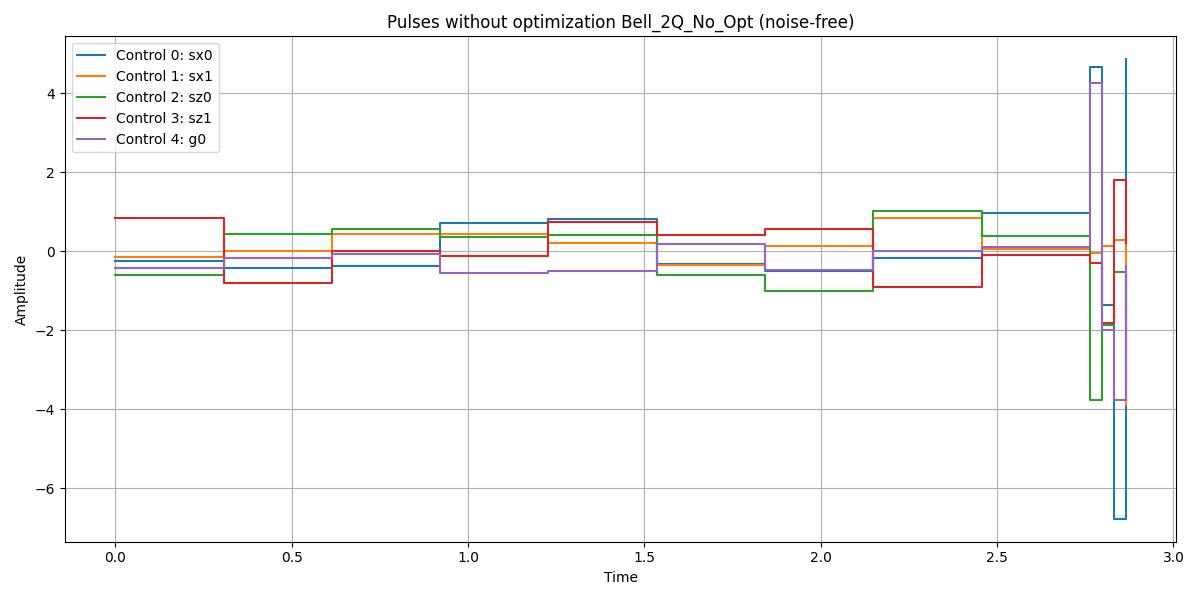 Pulses without optimization Bell_2Q_No_Opt (noise-free)
Control 0: sx0
Control 1: sx1
Control 2: sz0
Control 3: sz1
Control 4: g0
Amplitude
4
2
0
−2
−4
−6
0.0 0.5 1.0 1.5 2.0 2.5 3.0
Time